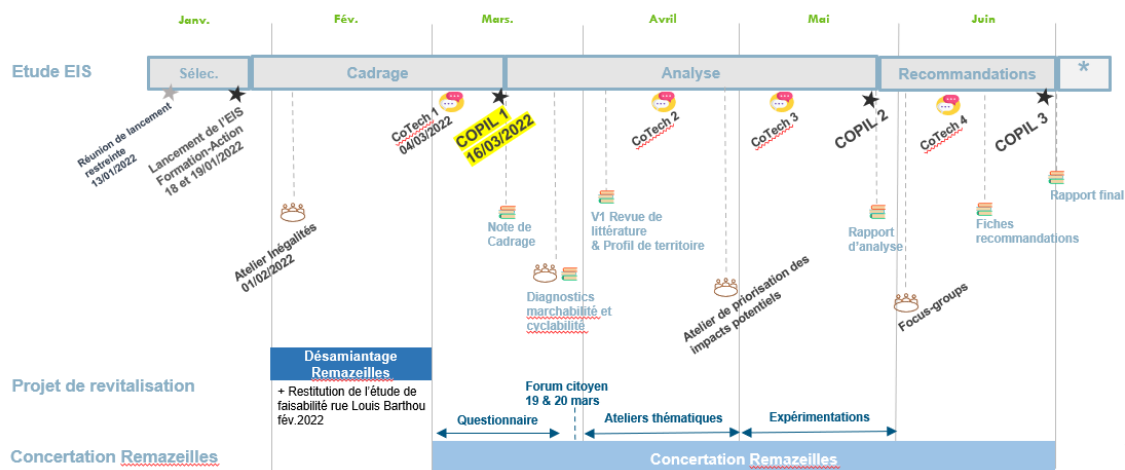 Janv.
Fév.
Mars.
Avril
Mai
Juin
Etude EIS
Sélec.
Cadrage
Analyse
Recommandations
*
Réunion de lancement
restreinte
13/01/2022
Lancement de l'EIS
Formation-Action
18 et 19/01/2022
CoTech 1
04/03/2022
COPIL 1
16/03/2022
CoTech 2
CoTech 3
COPIL 2
CoTech 4
COPIL 3
Atelier Inégalités
01/02/2022
Note de
Cadrage
V1 Revue de
littérature
& Profil de territoire
Rapport
d'analyse
Fiches
recommandations
Rapport final
Diagnostics
marchabilité et
cyclabilité
Atelier de priorisation des
impacts potentiels
Focus-groups
Projet de revitalisation
Désamiantage
Remazeilles
+ Restitution de l'étude de
faisabilité rue Louis Barthou
fév.2022
Forum citoyen
19 & 20 mars
Questionnaire
Ateliers thématiques
Expérimentations
Concertation Remazeilles
Concertation Remazeilles